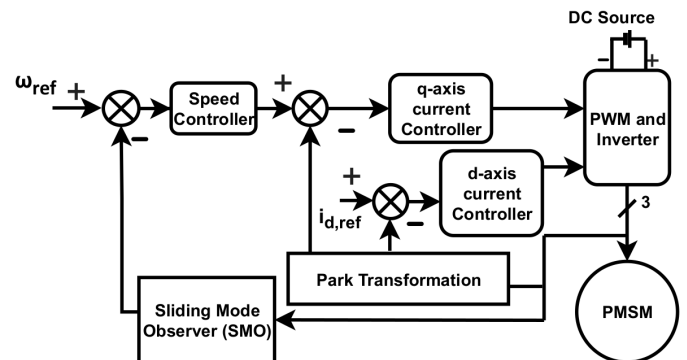 DC Source
- +
ω_ref + +
Speed
Controller
-
q-axis
current
Controller
PWM and
Inverter
-
+
i_d,ref
-
d-axis
current
Controller
3
Park Transformation
Sliding Mode
Observer (SMO)
PMSM